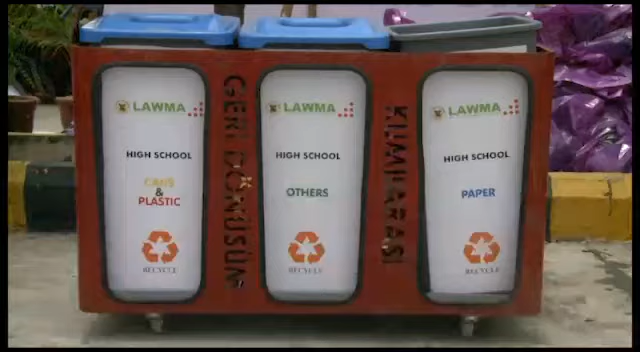 LAWMA
HIGH SCHOOL
CANS
&
PLASTIC
RECYCLE
GERİ DÖNÜŞÜM
LAWMA
HIGH SCHOOL
OTHERS
RECYCLE
KUMBARASI
LAWMA
HIGH SCHOOL
PAPER
RECYCLE